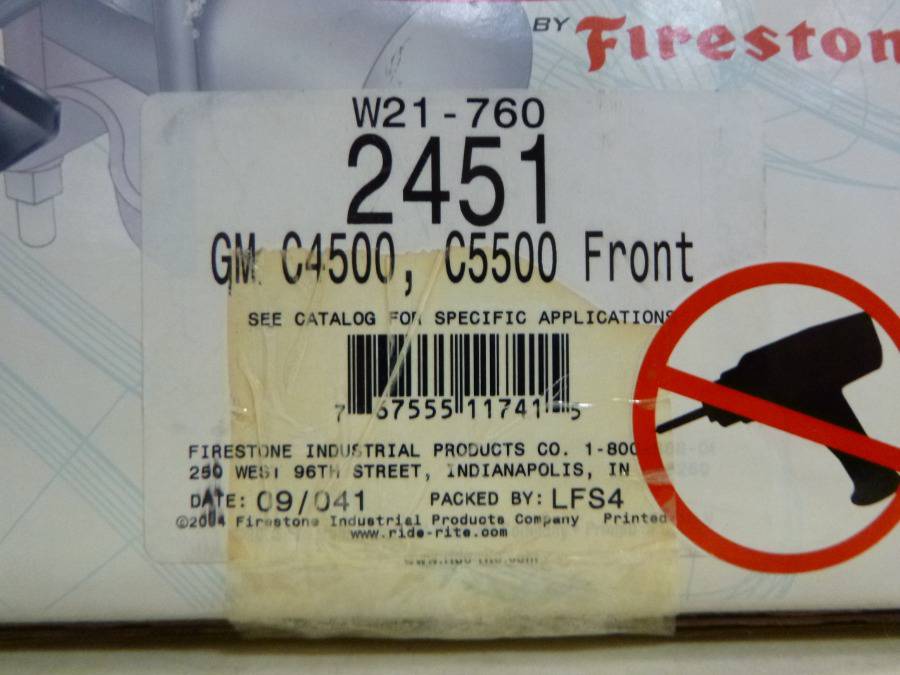 BY Fireston
W21-760
2451
GM C4500, C5500 Front
SEE CATALOG FOR SPECIFIC APPLICATIONS
7 67555 11741 5
FIRESTONE INDUSTRIAL PRODUCTS CO. 1-800
250 WEST 96TH STREET, INDIANAPOLIS, IN
DATE: 09/041 PACKED BY: LFS4
©2004 Firestone Industrial Products Company Printed
www.ride-rite.com